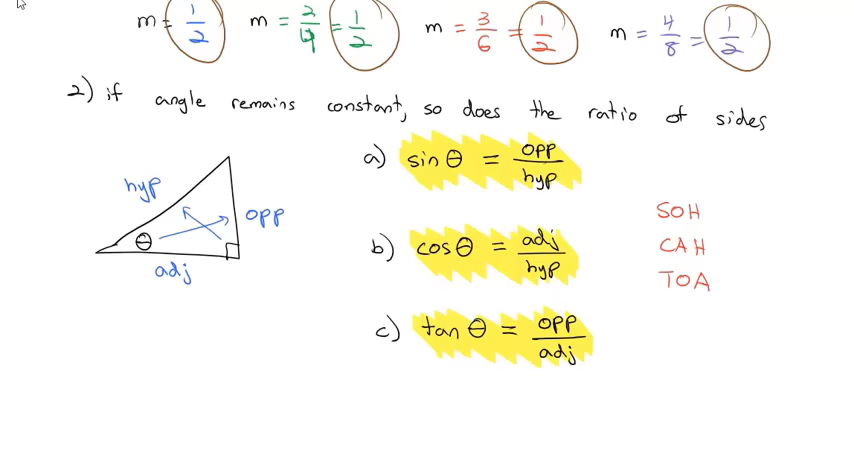 m = 1/2 m = 2/4 = 1/2 m = 3/6 = 1/2 m = 4/8 = 1/2
2) if angle remains constant, so does the ratio of sides
a) sin θ = opp/hyp
hyp
opp
θ
adj
b) cos θ = adj/hyp
c) tan θ = opp/adj
SOH
CAH
TOA